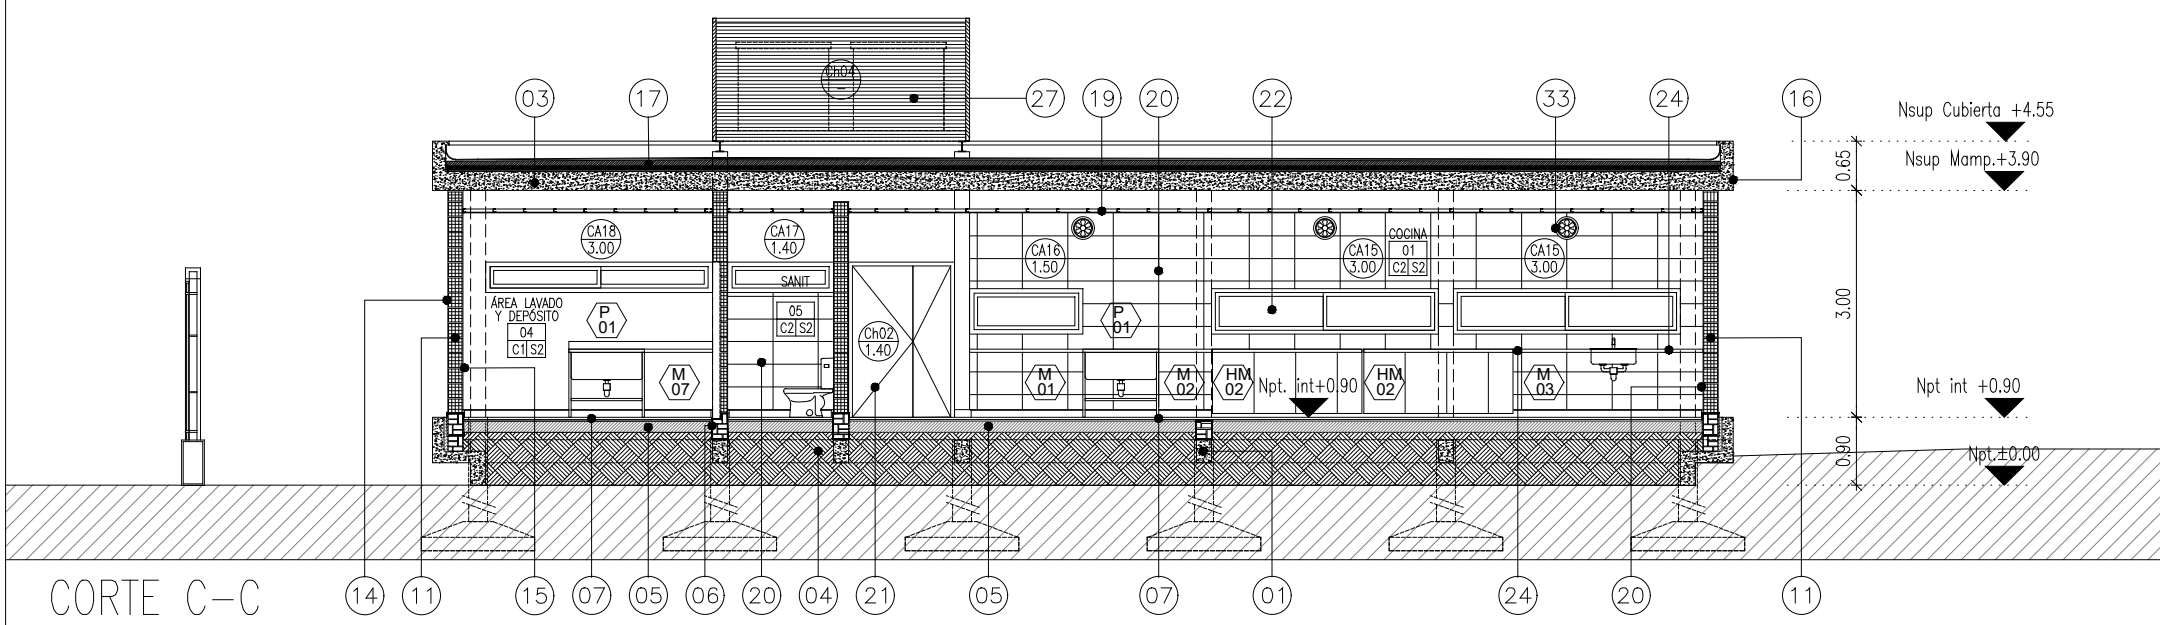 Ch04
-
03
17
27
19
20
22
33
24
16
Nsup Cubierta +4.55
Nsup Mamp.+3.90
0.65
CA18
3.00
CA17
1.40
CA16
1.50
CA15
3.00
COCINA
01
C2 S2
CA15
3.00
SANIT
05
C2 S2
ÁREA LAVADO
Y DEPÓSITO
04
C1 S2
P
01
P
01
Ch02
1.40
3.00
M
07
M
01
M
02
HM
02
Npt. int+0.90
HM
02
M
03
Npt int +0.90
0.90
Npt.±0.00
CORTE C-C
14
11
15
07
05
06
20
04
21
05
07
01
24
20
11